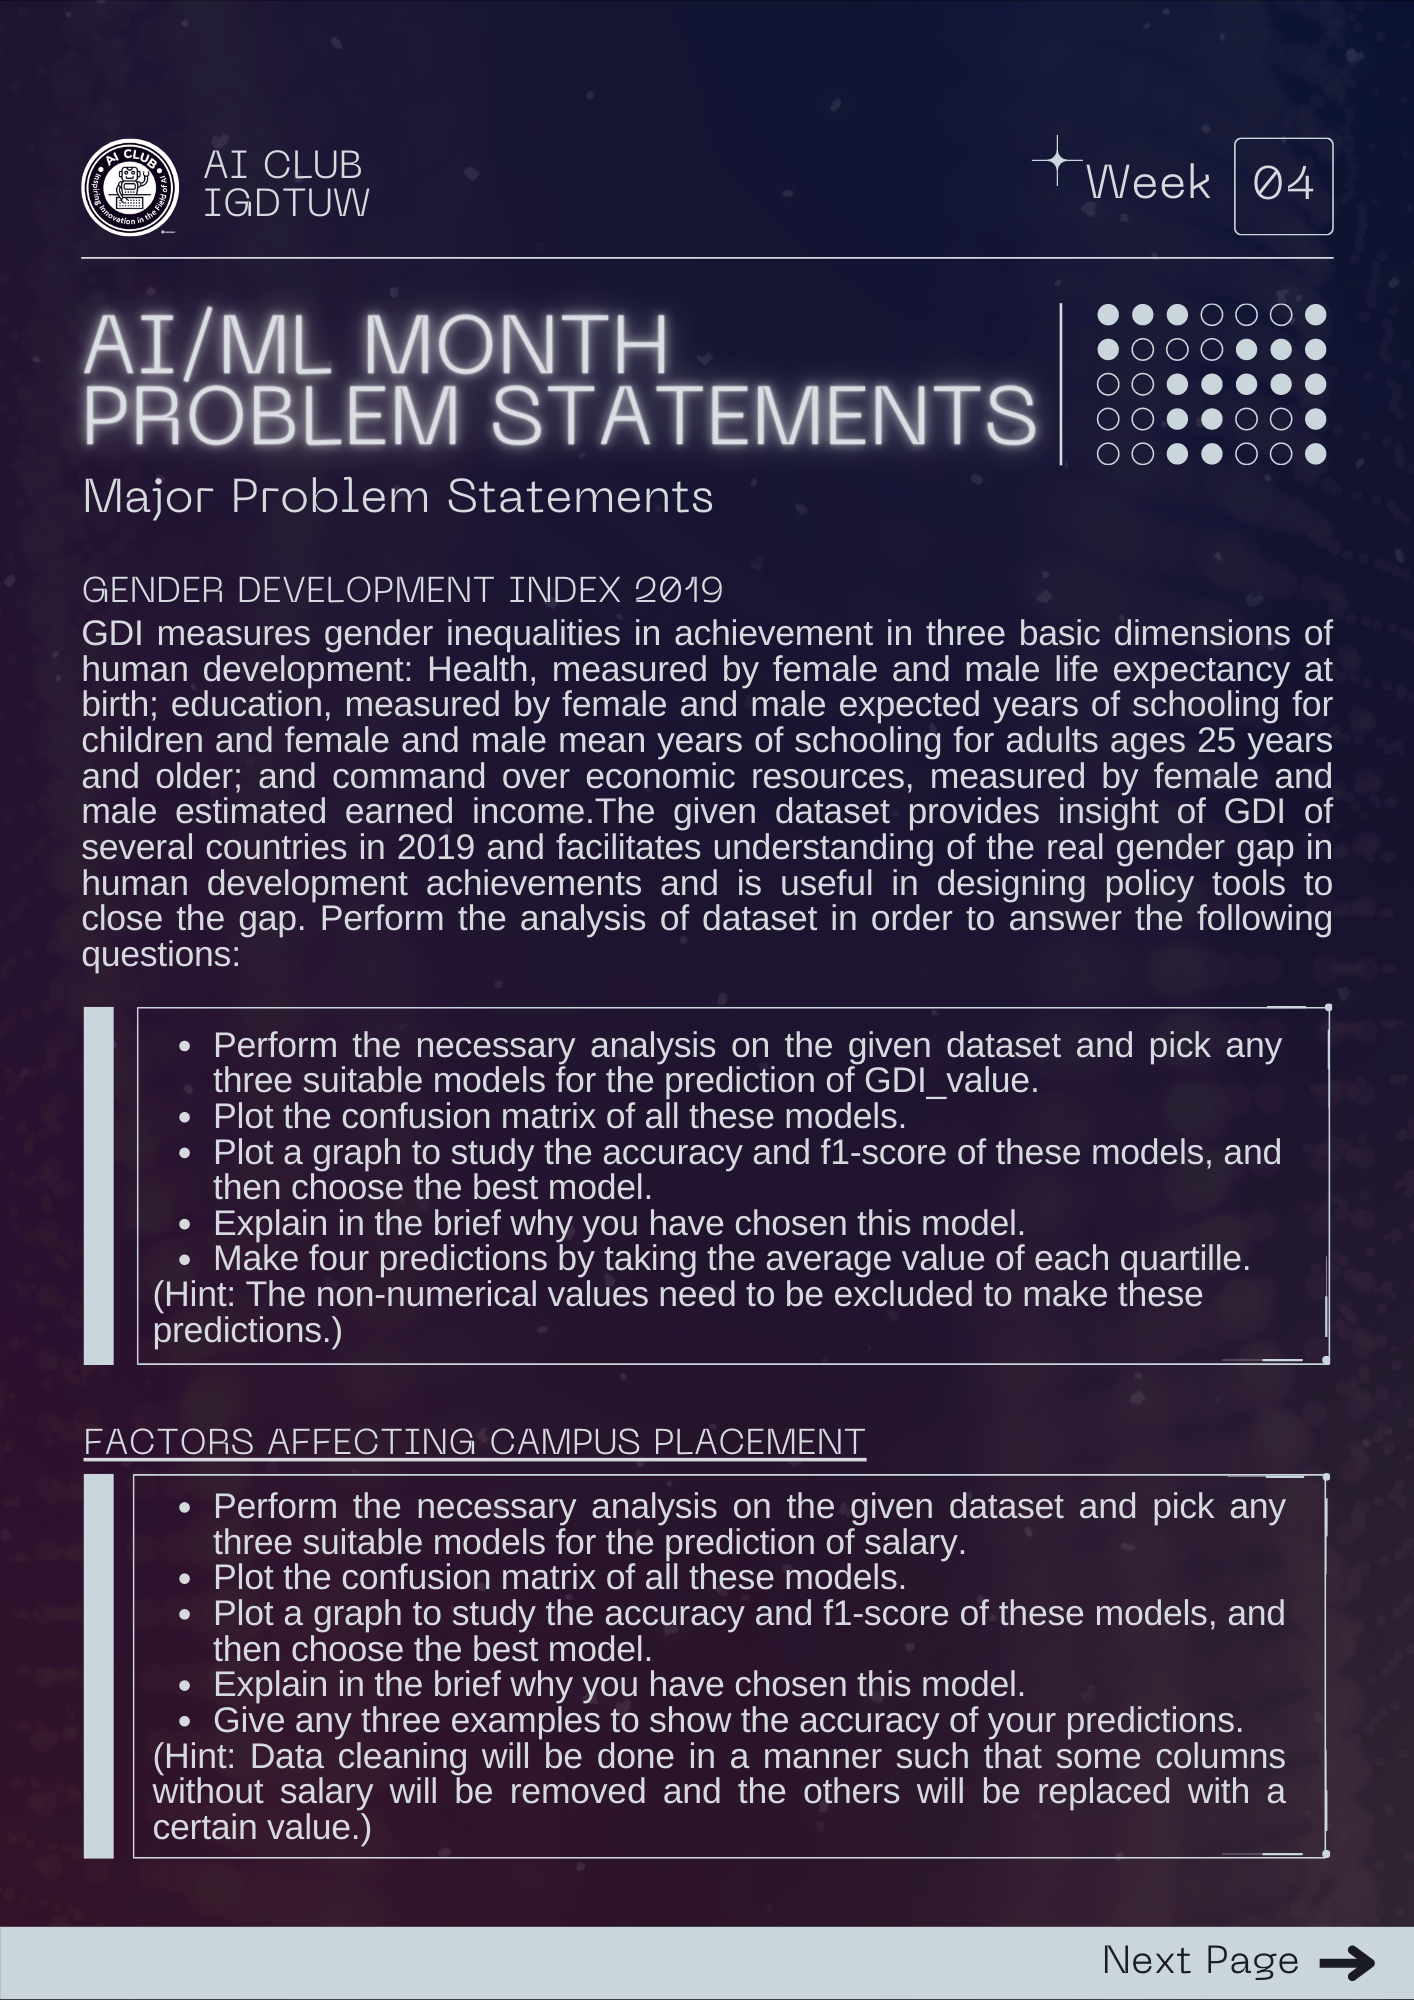 AI CLUB
Inspiring Innovation in the Field of AI
AI CLUB
IGDTUW
Week 04
AI/ML MONTH
PROBLEM STATEMENTS
Major Problem Statements
GENDER DEVELOPMENT INDEX 2019
GDI measures gender inequalities in achievement in three basic dimensions of
human development: Health, measured by female and male life expectancy at
birth; education, measured by female and male expected years of schooling for
children and female and male mean years of schooling for adults ages 25 years
and older; and command over economic resources, measured by female and
male estimated earned income.The given dataset provides insight of GDI of
several countries in 2019 and facilitates understanding of the real gender gap in
human development achievements and is useful in designing policy tools to
close the gap. Perform the analysis of dataset in order to answer the following
questions:
• Perform the necessary analysis on the given dataset and pick any
three suitable models for the prediction of GDI_value.
• Plot the confusion matrix of all these models.
• Plot a graph to study the accuracy and f1-score of these models, and
then choose the best model.
• Explain in the brief why you have chosen this model.
• Make four predictions by taking the average value of each quartille.
(Hint: The non-numerical values need to be excluded to make these
predictions.)
FACTORS AFFECTING CAMPUS PLACEMENT
• Perform the necessary analysis on the given dataset and pick any
three suitable models for the prediction of salary.
• Plot the confusion matrix of all these models.
• Plot a graph to study the accuracy and f1-score of these models, and
then choose the best model.
• Explain in the brief why you have chosen this model.
• Give any three examples to show the accuracy of your predictions.
(Hint: Data cleaning will be done in a manner such that some columns
without salary will be removed and the others will be replaced with a
certain value.)
Next Page